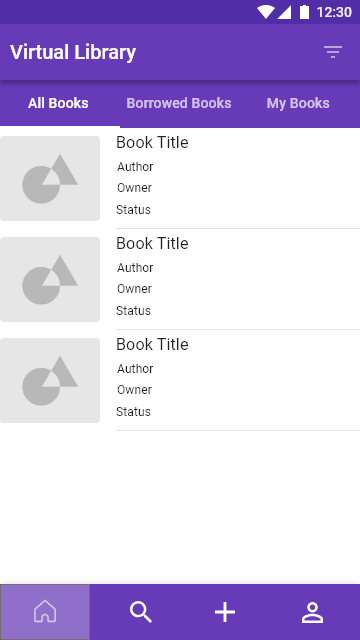 12:30
Virtual Library
All Books
Borrowed Books
My Books
Book Title
Author
Owner
Status
Book Title
Author
Owner
Status
Book Title
Author
Owner
Status